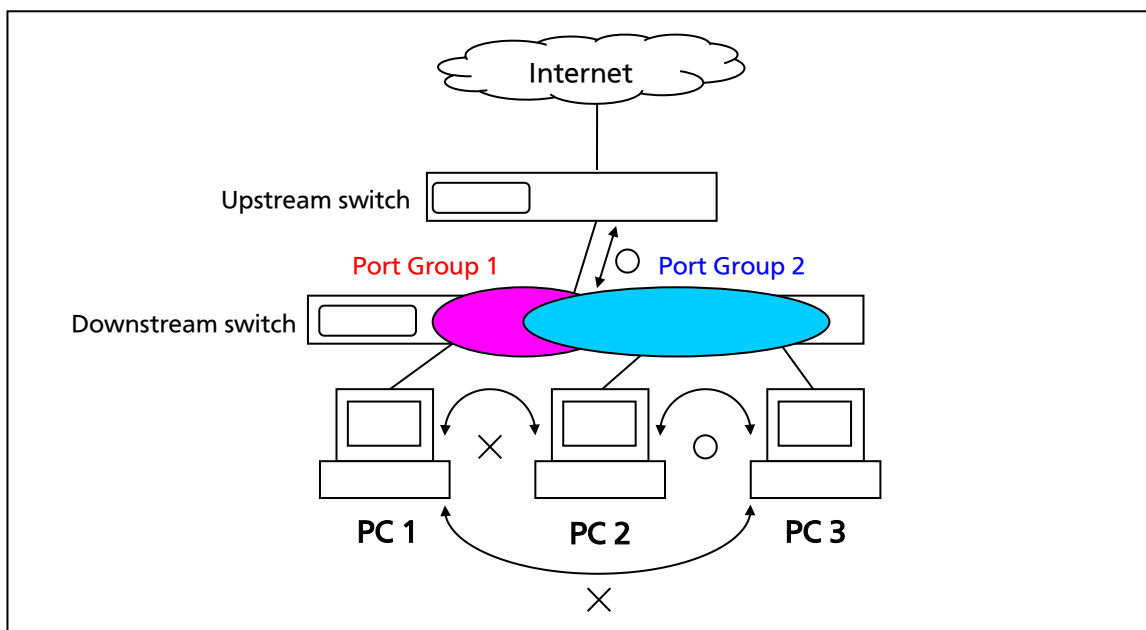 Internet
Upstream switch
Port Group 1
Port Group 2
Downstream switch
PC 1
PC 2
PC 3